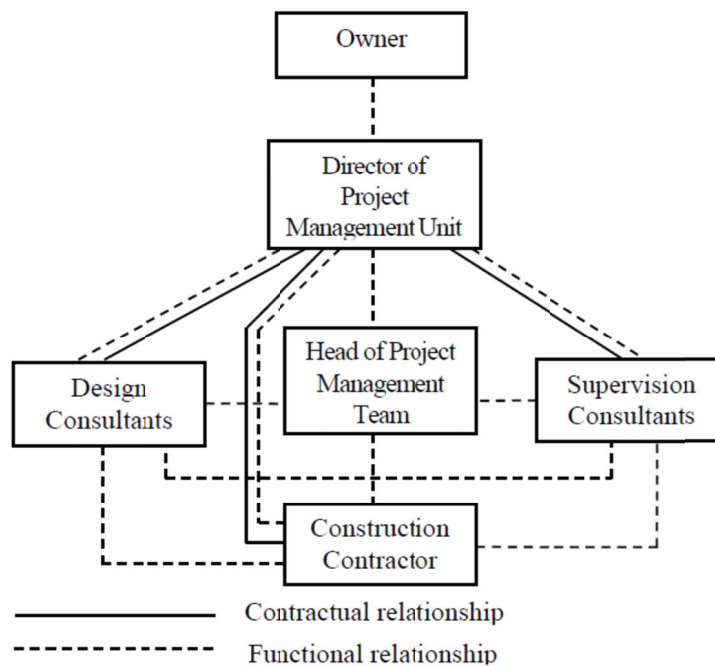 Owner
Director of
Project
Management Unit
Head of Project
Management
Team
Design
Consultants
Supervision
Consultants
Construction
Contractor
Contractual relationship
Functional relationship